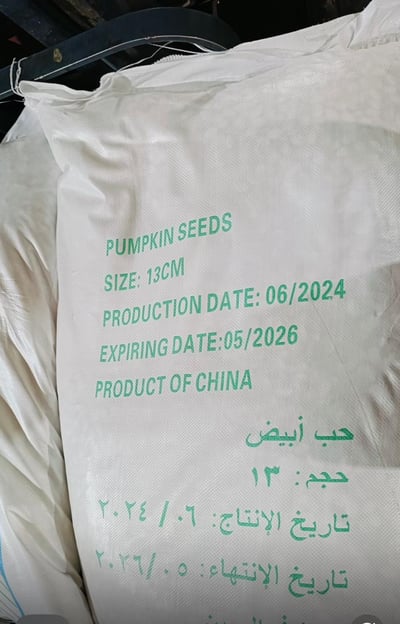 PUMPKIN SEEDS
SIZE: 13CM
PRODUCTION DATE: 06/2024
EXPIRING DATE:05/2026
PRODUCT OF CHINA
حب أبيض
حجم: ١٣
تاريخ الإنتاج: ٠٦ / ٢٠٢٤
تاريخ الإنتهاء: ٠٥/ ٢٠٢٦